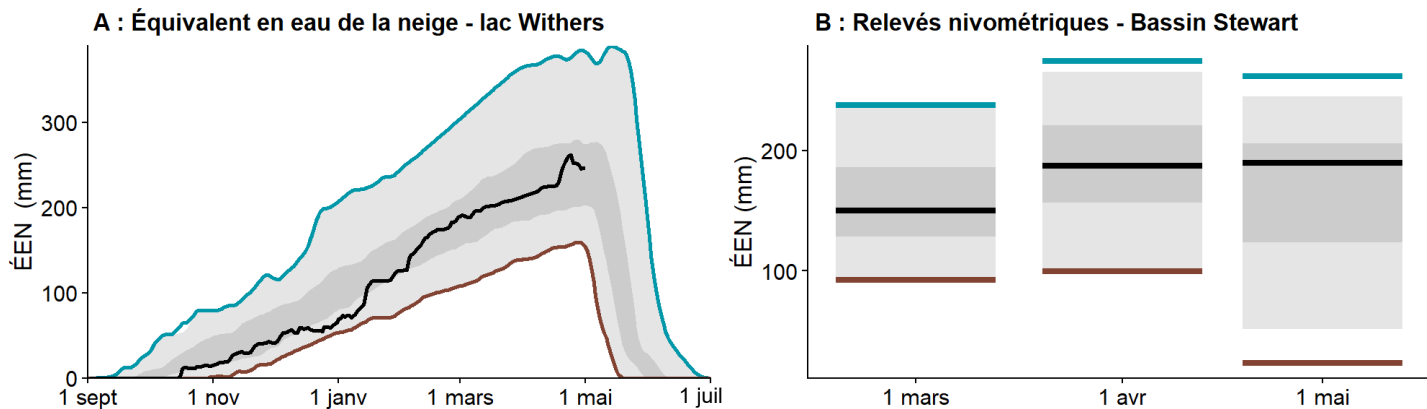 A : Équivalent en eau de la neige - lac Withers
ÉEN (mm)
300
200
100
0
1 sept
1 nov
1 janv
1 mars
1 mai
1 juil
B : Relevés nivométriques - Bassin Stewart
ÉEN (mm)
200
100
1 mars
1 avr
1 mai